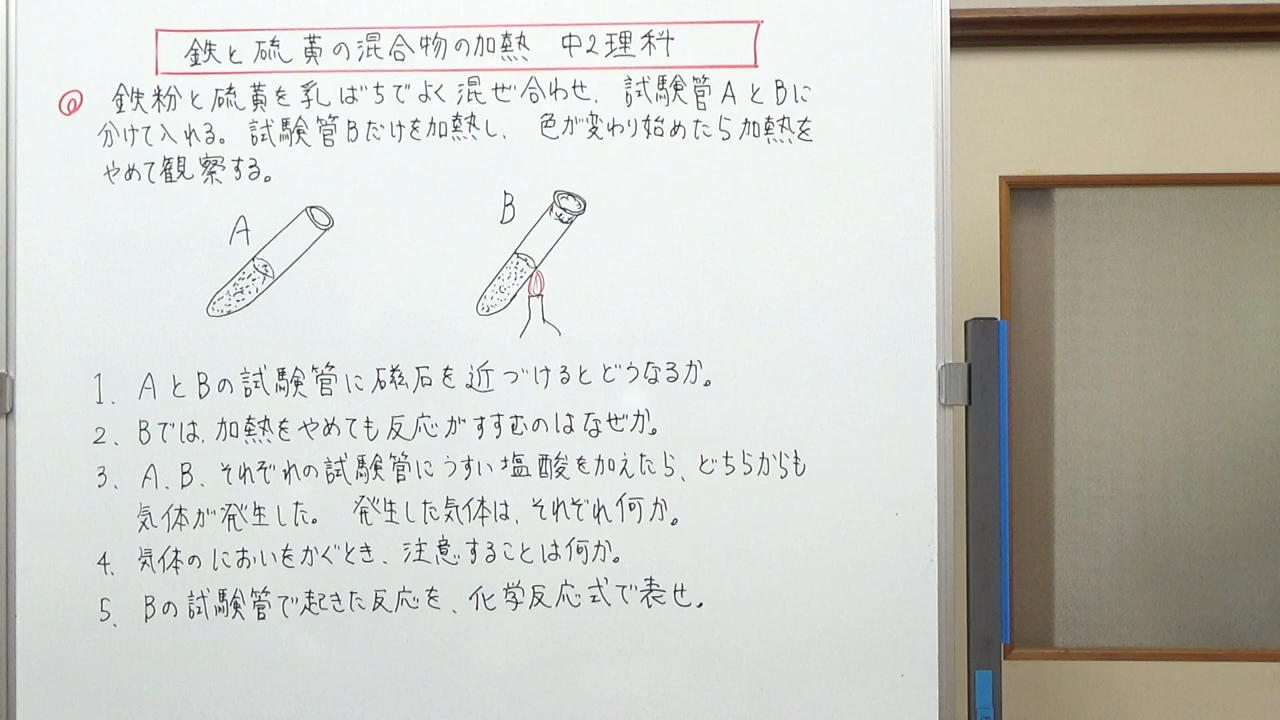 鉄と硫黄の混合物の加熱 中2理科
@ 鉄粉と硫黄を乳ばちでよく混ぜ合わせ、試験管AとBに
分けて入れる。試験管Bだけを加熱し、色が変わり始めたら加熱を
やめて観察する。
A
B
1、AとBの試験管に磁石を近づけるとどうなるか。
2、Bでは、加熱をやめても反応がすすむのはなぜか。
3、A、B、それぞれの試験管にうすい塩酸を加えたら、どちらからも
気体が発生した。発生した気体は、それぞれ何か。
4、気体のにおいをかぐとき、注意することは何か。
5、Bの試験管で起きた反応を、化学反応式で表せ。